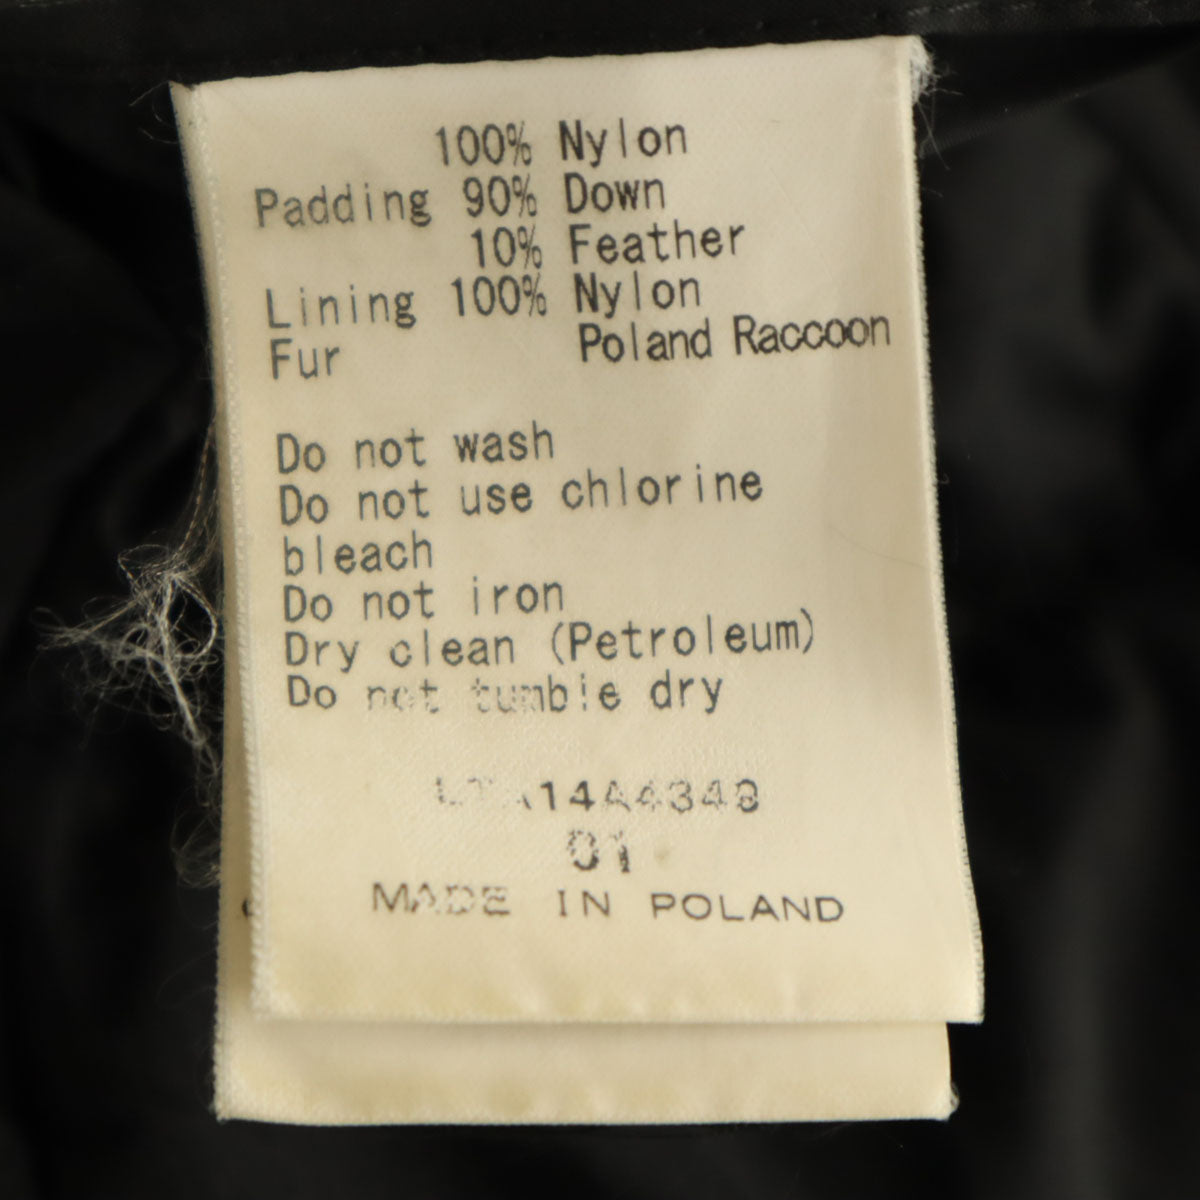 100% Nylon
Padding 90% Down
10% Feather
Lining 100% Nylon
Fur Poland Raccoon
Do not wash
Do not use chlorine
bleach
Do not iron
Dry clean (Petroleum)
Do not tumble dry
01
MADE IN POLAND